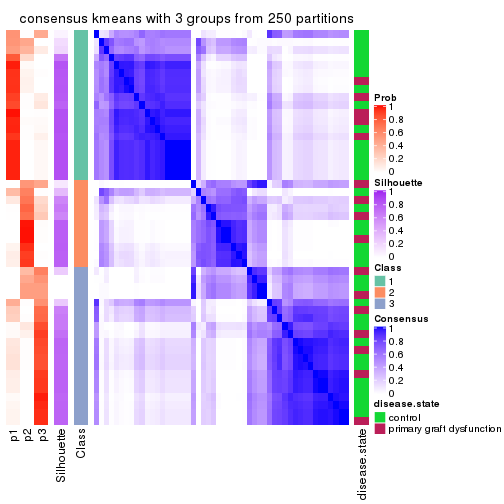 consensus kmeans with 3 groups from 250 partitions
Prob
1
0.8
0.6
0.4
0.2
0
Silhouette
1
0.8
0.6
0.4
0.2
0
Class
1
2
3
Consensus
1
0.8
0.6
0.4
0.2
0
disease.state
control
primary graft dysfunction
p1
p2
p3
Silhouette
Class
disease.state